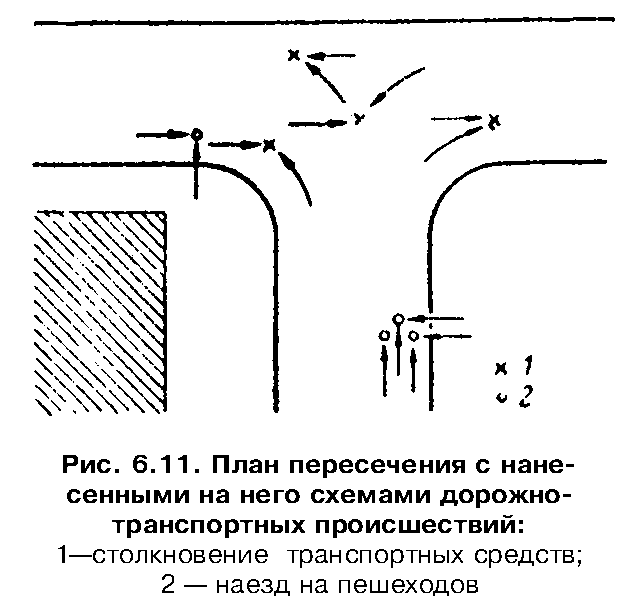 × 1
○ 2
Рис. 6.11. План пересечения с нане-
сенными на него схемами дорожно-
транспортных происшествий:
1—столкновение транспортных средств;
2 — наезд на пешеходов